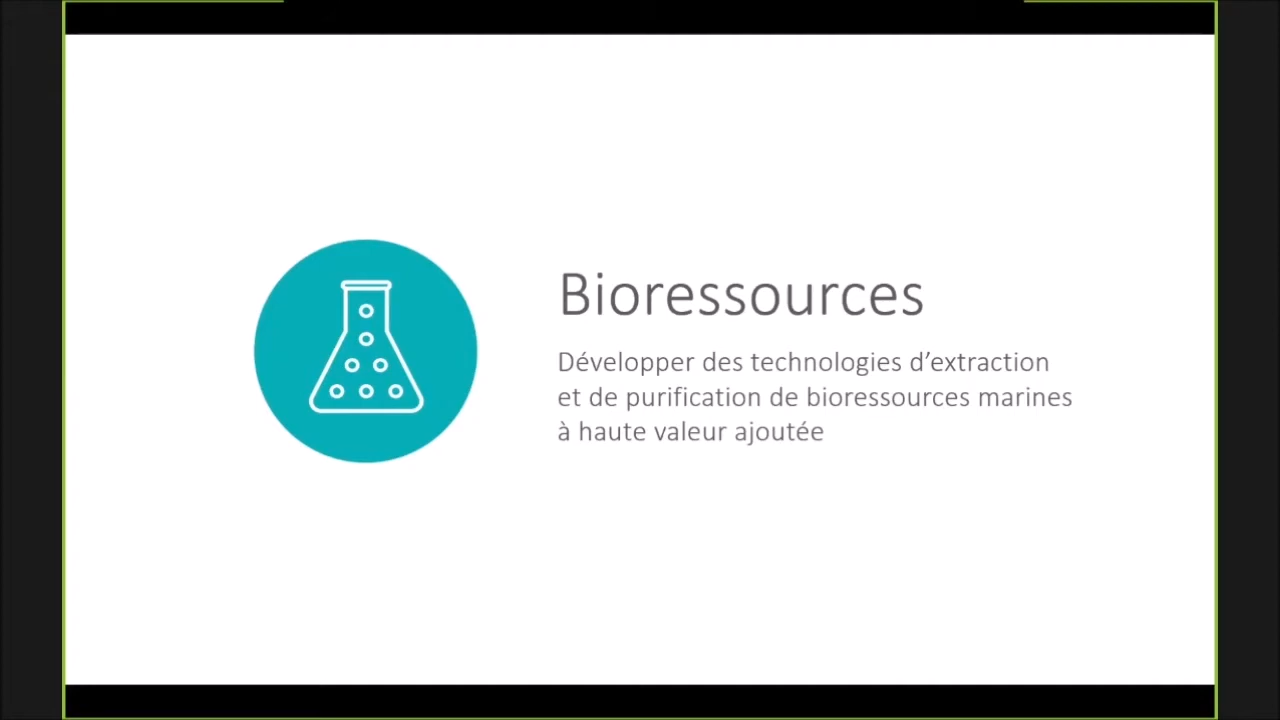 Bioressources
Développer des technologies d’extraction
et de purification de bioressources marines
à haute valeur ajoutée